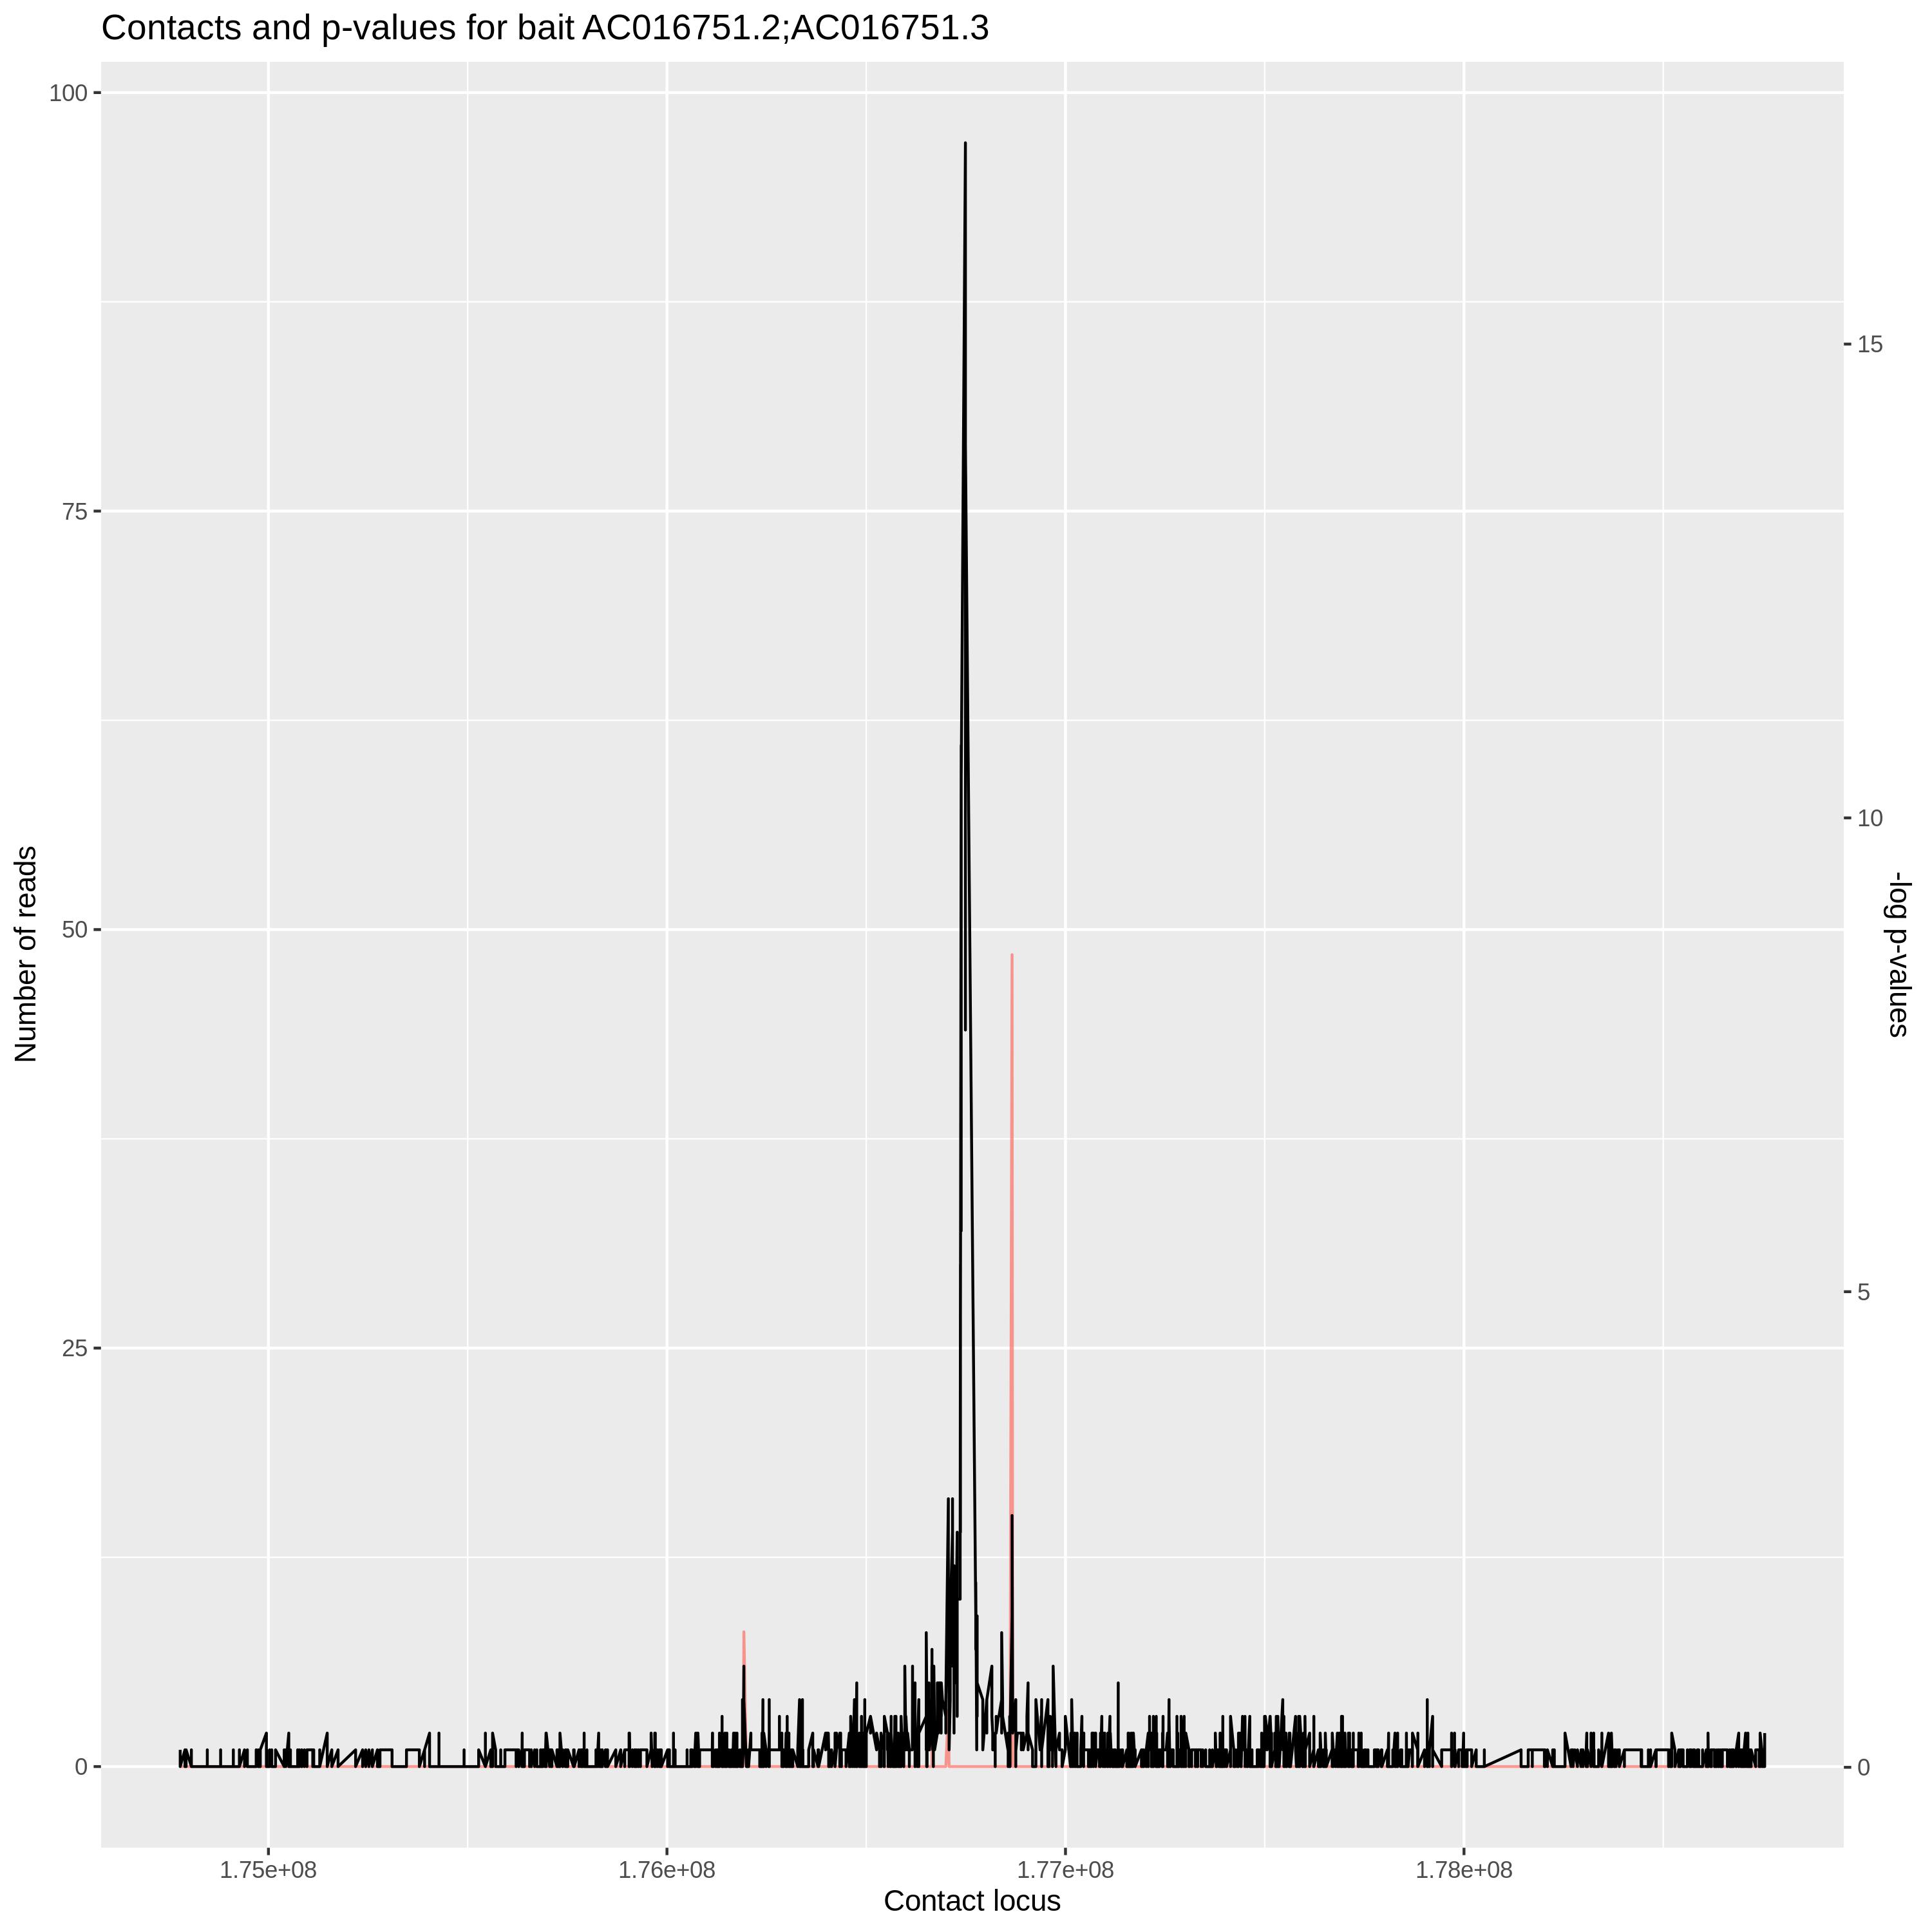 Contacts and p-values for bait AC016751.2;AC016751.3
100
75
50
25
0
Number of reads
15
10
5
0
-log p-values
1.75e+08
1.76e+08
1.77e+08
1.78e+08
Contact locus